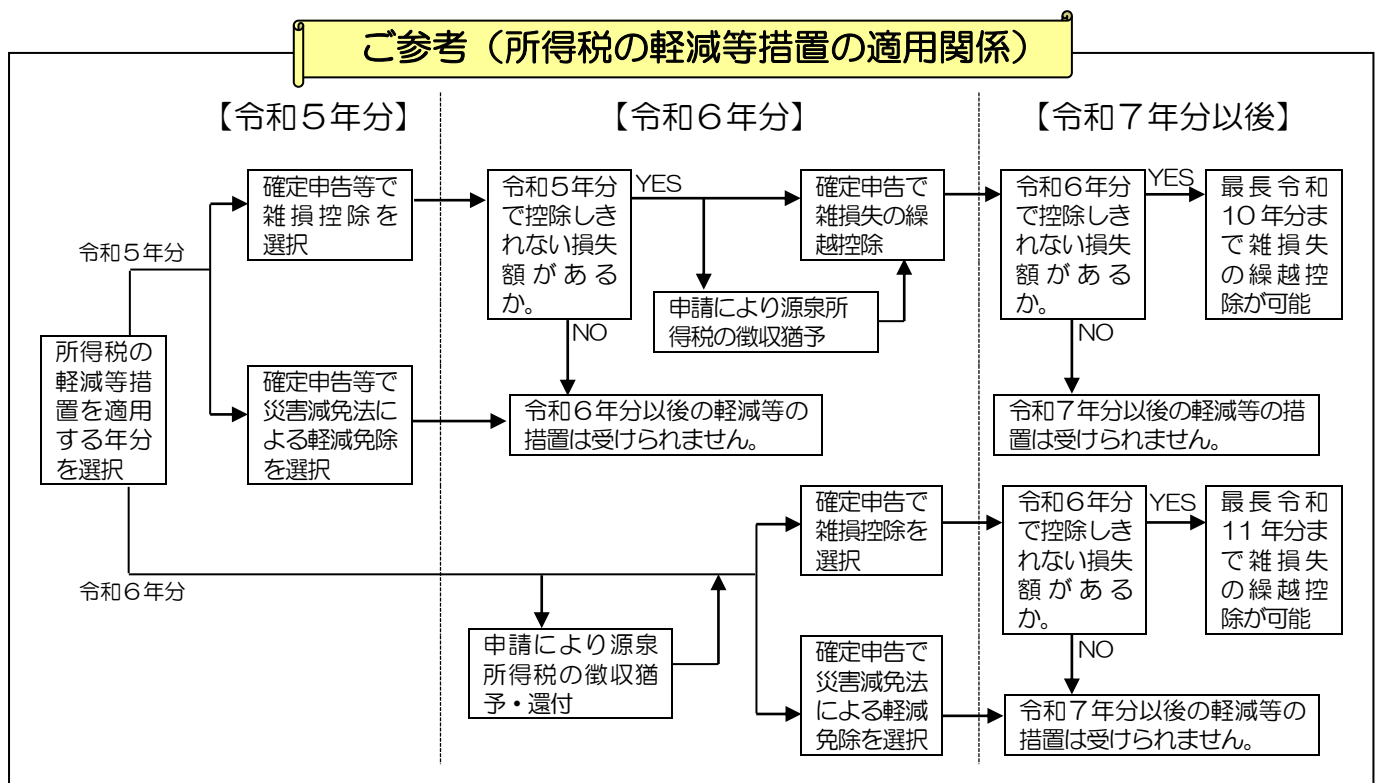 ご参考（所得税の軽減等措置の適用関係）
【令和５年分】
【令和６年分】
【令和７年分以後】
所得税の
軽減等措
置を適用
する年分
を選択
令和５年分
確定申告等で
雑損控除を
選択
令和５年分
で控除しき
れない損失
額がある
か。
YES
確定申告で
雑損失の繰
越控除
申請により源泉所
得税の徴収猶予
NO
令和６年分
で控除しき
れない損失
額がある
か。
YES
最長令和
10年分ま
で雑損失
の繰越控
除が可能
NO
確定申告等で
災害減免法に
よる軽減免除
を選択
令和６年分以後の軽減等の
措置は受けられません。
令和７年分以後の軽減等の措
置は受けられません。
令和６年分
申請により源泉
所得税の徴収猶
予・還付
確定申告で
雑損控除を
選択
令和６年分
で控除しき
れない損失
額がある
か。
YES
最長令和
11年分ま
で雑損失
の繰越控
除が可能
NO
確定申告で
災害減免法
による軽減
免除を選択
令和７年分以後の軽減等の
措置は受けられません。